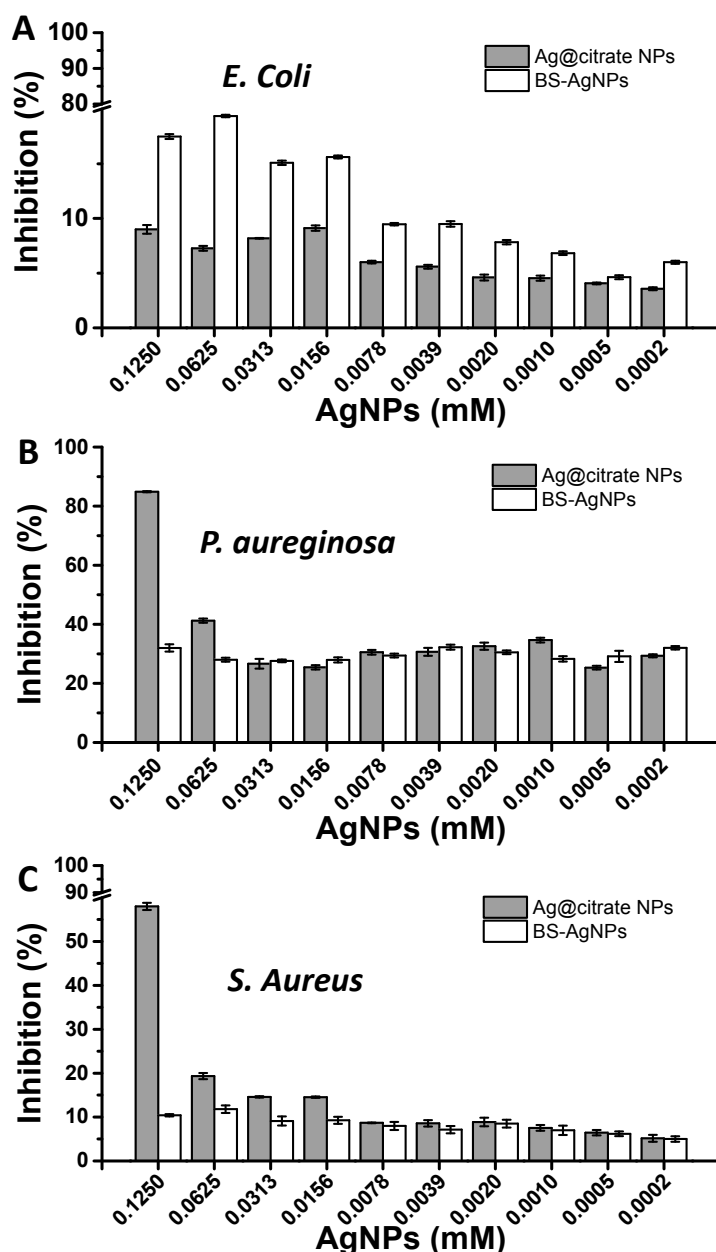 A
Inhibition (%)
100
90
80
10
0
E. Coli
Ag@citrate NPs
BS-AgNPs
0.1250
0.0625
0.0313
0.0156
0.0078
0.0039
0.0020
0.0010
0.0005
0.0002
AgNPs (mM)
B
Inhibition (%)
100
80
60
40
20
0
P. aureginosa
Ag@citrate NPs
BS-AgNPs
0.1250
0.0625
0.0313
0.0156
0.0078
0.0039
0.0020
0.0010
0.0005
0.0002
AgNPs (mM)
C
Inhibition (%)
100
90
50
40
30
20
10
0
S. Aureus
Ag@citrate NPs
BS-AgNPs
0.1250
0.0625
0.0313
0.0156
0.0078
0.0039
0.0020
0.0010
0.0005
0.0002
AgNPs (mM)